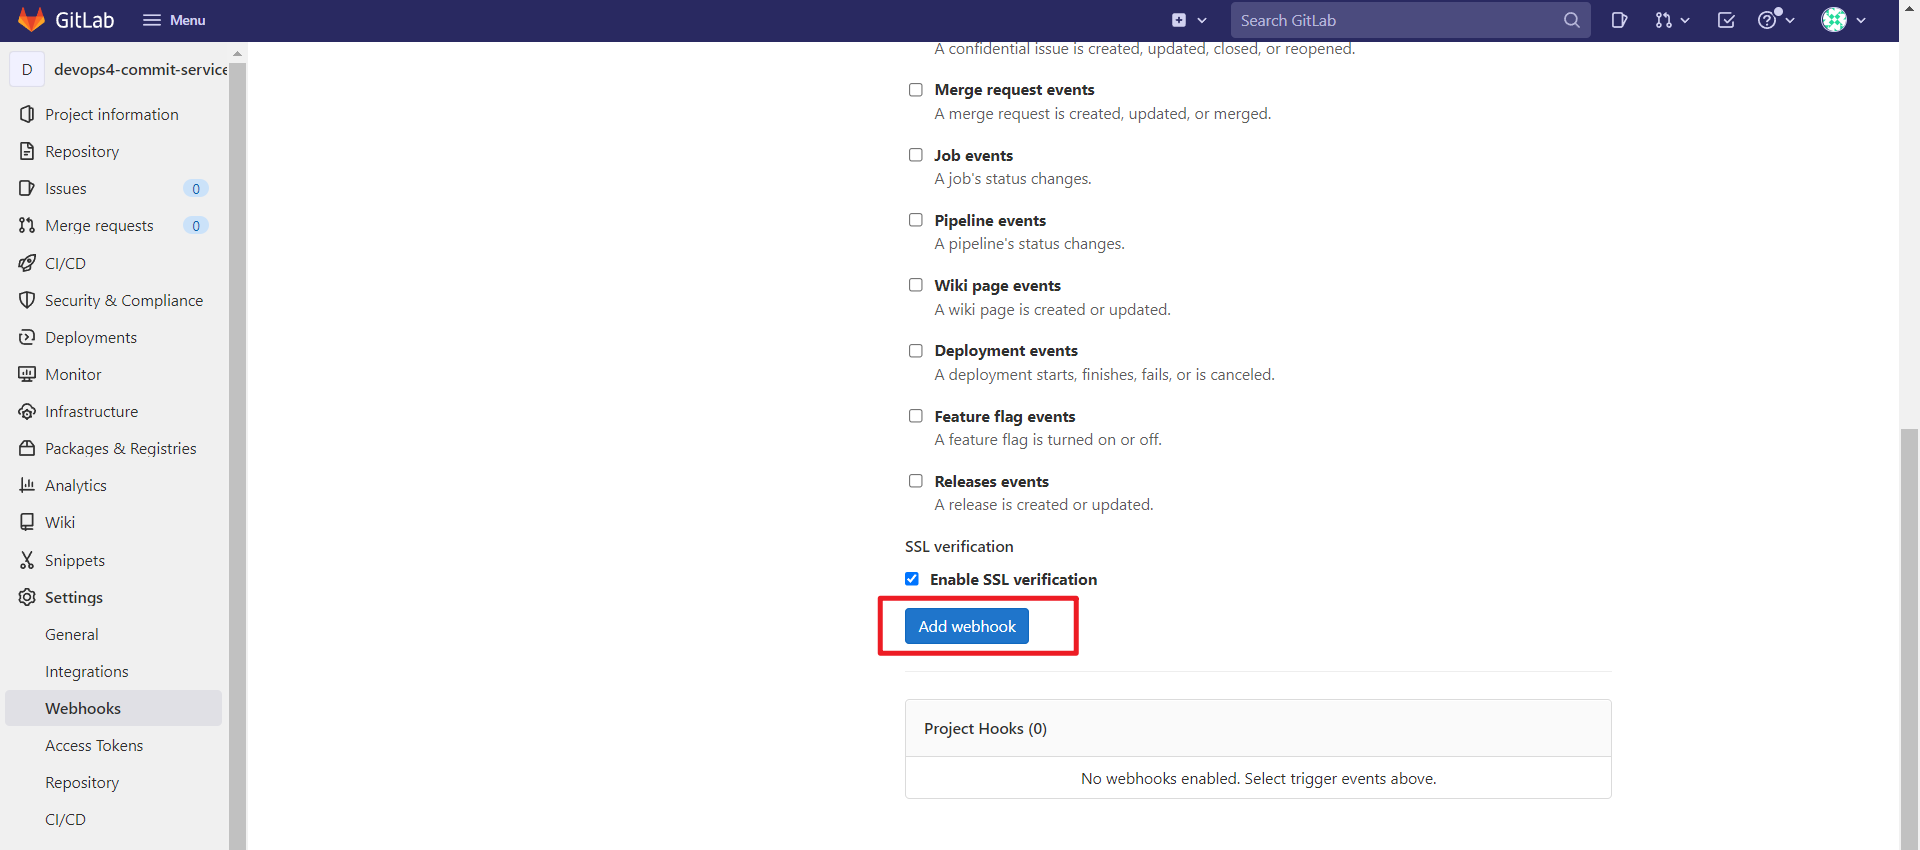 GitLab
Menu
Search GitLab
D
devops4-commit-service
Project information
Repository
Issues
0
Merge requests
0
CI/CD
Security & Compliance
Deployments
Monitor
Infrastructure
Packages & Registries
Analytics
Wiki
Snippets
Settings
General
Integrations
Webhooks
Access Tokens
Repository
CI/CD
A confidential issue is created, updated, closed, or reopened.
Merge request events
A merge request is created, updated, or merged.
Job events
A job's status changes.
Pipeline events
A pipeline's status changes.
Wiki page events
A wiki page is created or updated.
Deployment events
A deployment starts, finishes, fails, or is canceled.
Feature flag events
A feature flag is turned on or off.
Releases events
A release is created or updated.
SSL verification
Enable SSL verification
Add webhook
Project Hooks (0)
No webhooks enabled. Select trigger events above.